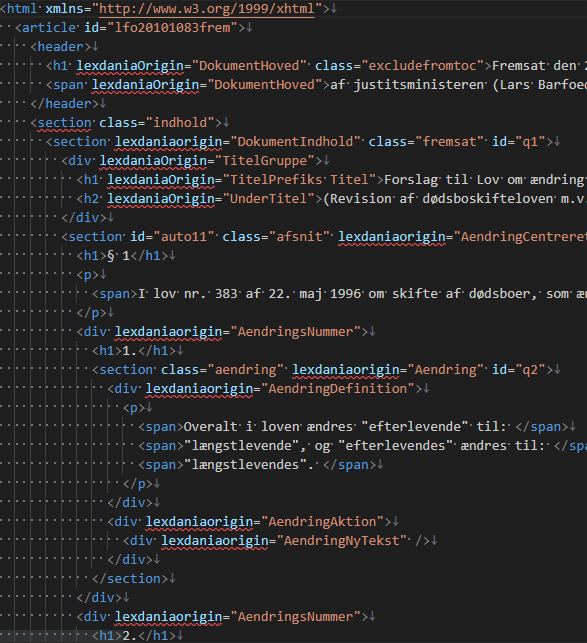 <html xmlns="http://www.w3.org/1999/xhtml">
<article id="lfo20101083frem">
<header>
<h1 lexdaniaOrigin="DokumentHoved" class="excludefromtoc">Fremsat den
<span lexdaniaOrigin="DokumentHoved">af justitsministeren (Lars Barfoed
</header>
<section class="indhold">
<section lexdaniaOrigin="DokumentIndhold" class="fremsat" id="q1">
<div lexdaniaOrigin="TitelGruppe">
<h1 lexdaniaOrigin="TitelPrefiks Titel">Forslag til Lov om ændring
<h2 lexdaniaOrigin="UnderTitel">(Revision af dødsboskifteloven m.v.
</div>
<section id="auto11" class="afsnit" lexdaniaorigin="AendringCentreret
<h1>§ 1</h1>
<p>
<span>I lov nr. 383 af 22. maj 1996 om skifte af dødsboer, som æn
</p>
<div lexdaniaorigin="AendringsNummer">
<h1>1.</h1>
<section class="aendring" lexdaniaorigin="Aendring" id="q2">
<div lexdaniaorigin="AendringDefinition">
<p>
<span>Overalt i loven ændres "efterlevende" til: </span>
<span>"længstlevende", og "efterlevendes" ændres til: </spa
<span>"længstlevendes". </span>
</p>
</div>
<div lexdaniaorigin="AendringAktion">
<div lexdaniaorigin="AendringNyTekst" />
</div>
</section>
</div>
<div lexdaniaorigin="AendringsNummer">
<h1>2.</h1>